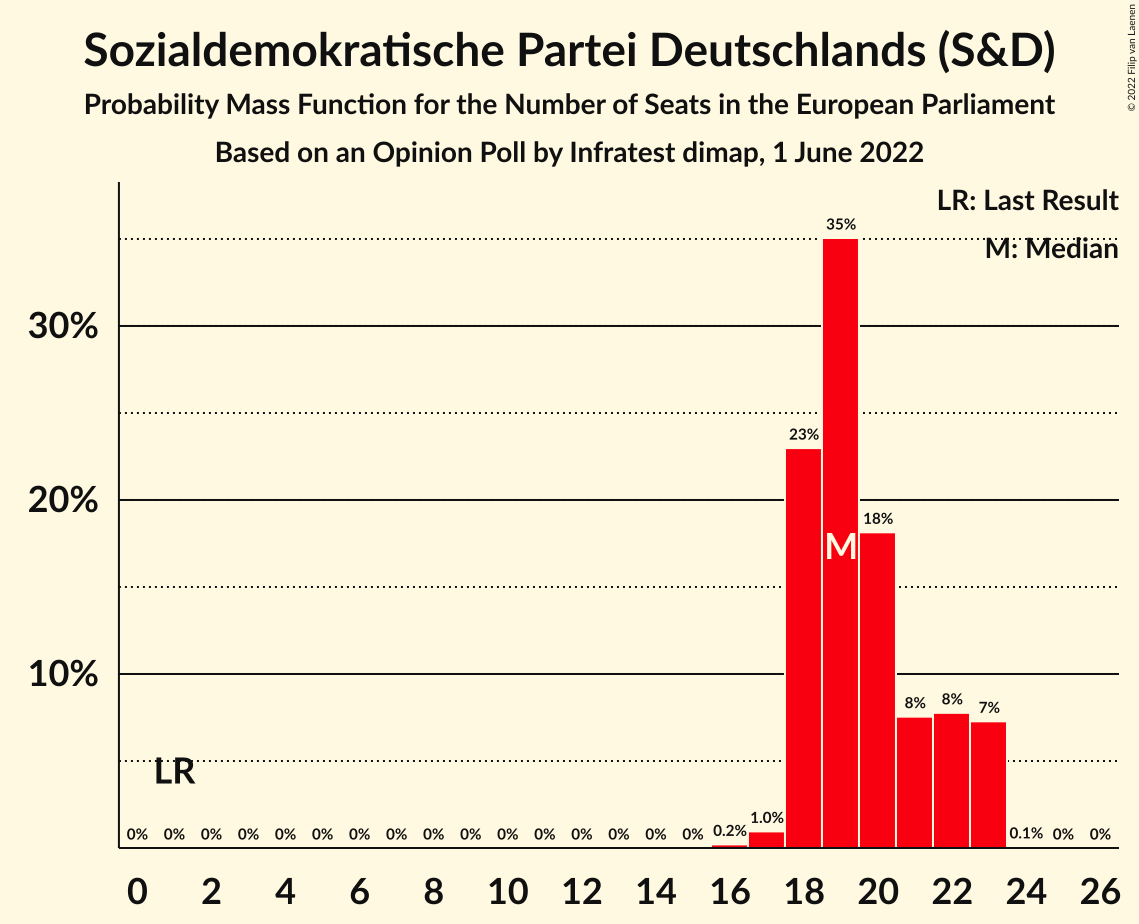 Sozialdemokratische Partei Deutschlands (S&D)
Probability Mass Function for the Number of Seats in the European Parliament
Based on an Opinion Poll by Infratest dimap, 1 June 2022
© 2022 Filip van Laenen
LR: Last Result
M: Median
35%
30%
23%
20%
18%
M
10%
8%
8%
7%
LR
0% 0% 0% 0% 0% 0% 0% 0% 0% 0% 0% 0% 0% 0% 0% 0% 0.2% 1.0% 0.1% 0% 0%
0 2 4 6 8 10 12 14 16 18 20 22 24 26